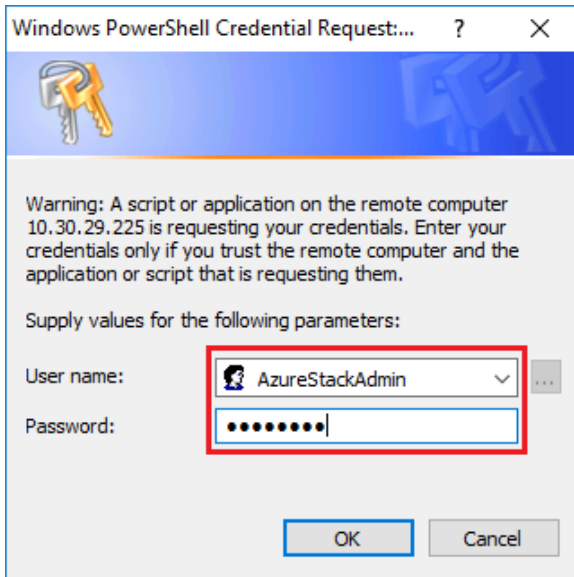 Windows PowerShell Credential Request:...
Warning: A script or application on the remote computer
10.30.29.225 is requesting your credentials. Enter your
credentials only if you trust the remote computer and the
application or script that is requesting them.
Supply values for the following parameters:
User name:
AzureStackAdmin
...
Password:
••••••••
OK
Cancel